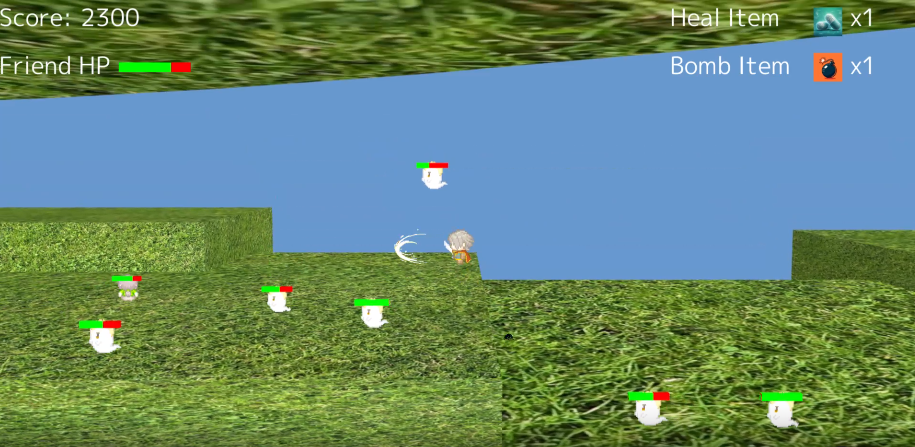 Score: 2300
Heal Item x1
Friend HP
Bomb Item x1